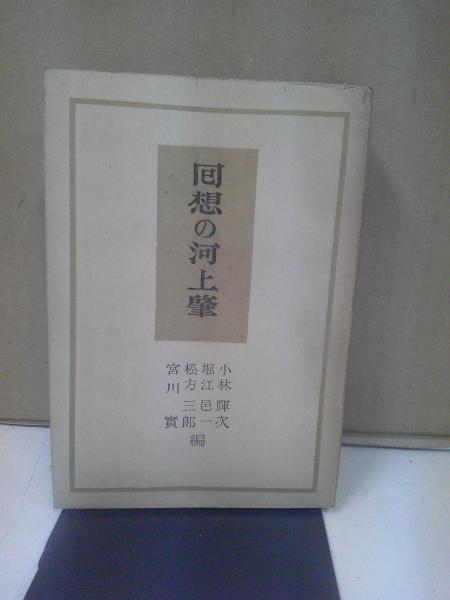 回想の河上肇
小林輝次
堀江邑一
松方三郎
宮川實
編